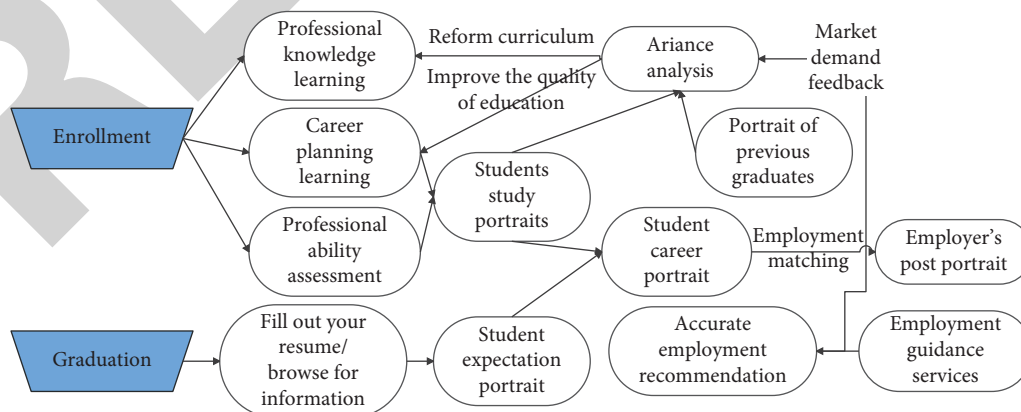 Professional
knowledge
learning
Reform curriculum
Improve the quality
of education
Ariance
analysis
Market
demand
feedback
Enrollment
Career
planning
learning
Students
study
portraits
Portrait of
previous
graduates
Professional
ability
assessment
Student
career
portrait
Employment
matching
Employer's
post portrait
Graduation
Fill out your
resume/
browse for
information
Student
expectation
portrait
Accurate
employment
recommendation
Employment
guidance
services